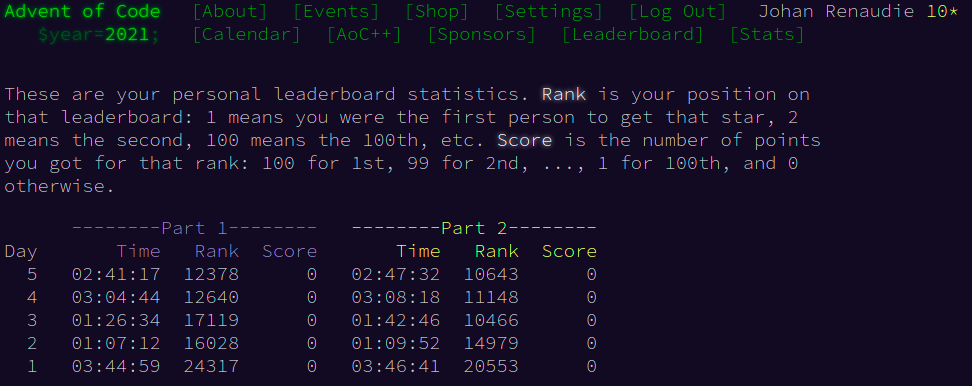 Advent of Code [About] [Events] [Shop] [Settings] [Log Out] Johan Renaudie 10*
$year=2021; [Calendar] [AoC++] [Sponsors] [Leaderboard] [Stats]
These are your personal leaderboard statistics. Rank is your position on
that leaderboard: 1 means you were the first person to get that star, 2
means the second, 100 means the 100th, etc. Score is the number of points
you got for that rank: 100 for 1st, 99 for 2nd, ..., 1 for 100th, and 0
otherwise.
--------Part 1-------- --------Part 2--------
Day Time Rank Score Time Rank Score
5 02:41:17 12378 0 02:47:32 10643 0
4 03:04:44 12640 0 03:08:18 11148 0
3 01:26:34 17119 0 01:42:46 10466 0
2 01:07:12 16028 0 01:09:52 14979 0
1 03:44:59 24317 0 03:46:41 20553 0